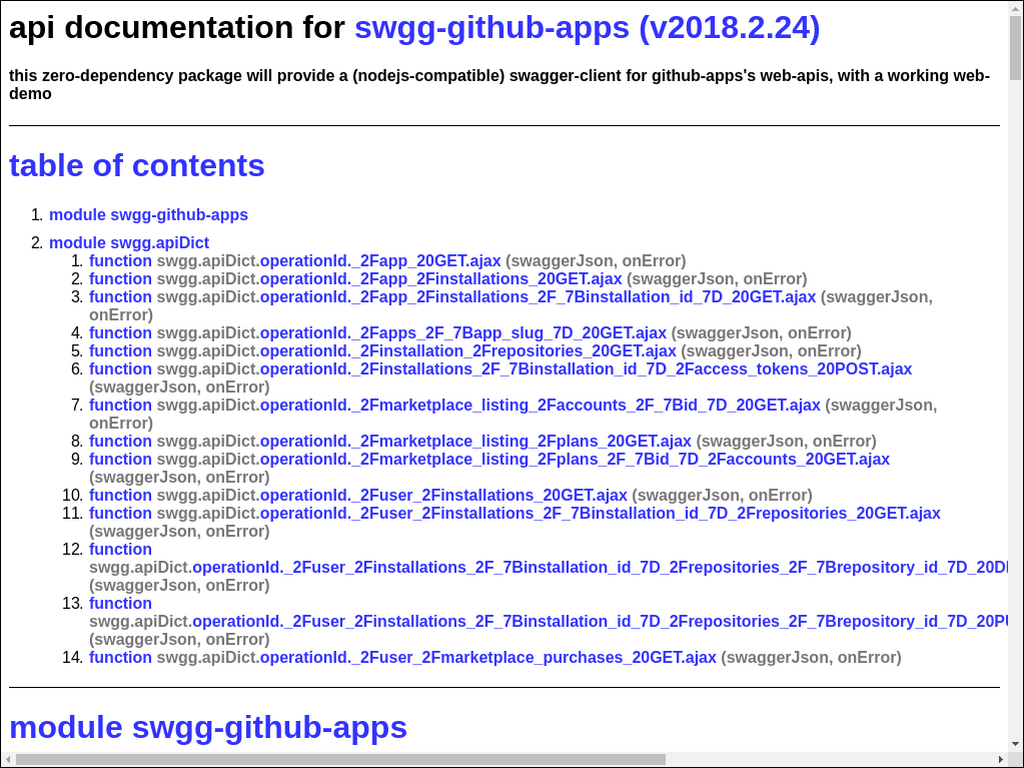 api documentation for swgg-github-apps (v2018.2.24)
this zero-dependency package will provide a (nodejs-compatible) swagger-client for github-apps's web-apis, with a working web-
demo
table of contents
1. module swgg-github-apps
2. module swgg.apiDict
1. function swgg.apiDict.operationId._2Fapp_20GET.ajax (swaggerJson, onError)
2. function swgg.apiDict.operationId._2Fapp_2Finstallations_20GET.ajax (swaggerJson, onError)
3. function swgg.apiDict.operationId._2Fapp_2Finstallations_2F_7Binstallation_id_7D_20GET.ajax (swaggerJson,
onError)
4. function swgg.apiDict.operationId._2Fapps_2F_7Bapp_slug_7D_20GET.ajax (swaggerJson, onError)
5. function swgg.apiDict.operationId._2Finstallation_2Frepositories_20GET.ajax (swaggerJson, onError)
6. function swgg.apiDict.operationId._2Finstallations_2F_7Binstallation_id_7D_2Faccess_tokens_20POST.ajax
(swaggerJson, onError)
7. function swgg.apiDict.operationId._2Fmarketplace_listing_2Faccounts_2F_7Bid_7D_20GET.ajax (swaggerJson,
onError)
8. function swgg.apiDict.operationId._2Fmarketplace_listing_2Fplans_20GET.ajax (swaggerJson, onError)
9. function swgg.apiDict.operationId._2Fmarketplace_listing_2Fplans_2F_7Bid_7D_2Faccounts_20GET.ajax
(swaggerJson, onError)
10. function swgg.apiDict.operationId._2Fuser_2Finstallations_20GET.ajax (swaggerJson, onError)
11. function swgg.apiDict.operationId._2Fuser_2Finstallations_2F_7Binstallation_id_7D_2Frepositories_20GET.ajax
(swaggerJson, onError)
12. function
swgg.apiDict.operationId._2Fuser_2Finstallations_2F_7Binstallation_id_7D_2Frepositories_2F_7Brepository_id_7D_20D
(swaggerJson, onError)
13. function
swgg.apiDict.operationId._2Fuser_2Finstallations_2F_7Binstallation_id_7D_2Frepositories_2F_7Brepository_id_7D_20P
(swaggerJson, onError)
14. function swgg.apiDict.operationId._2Fuser_2Fmarketplace_purchases_20GET.ajax (swaggerJson, onError)
module swgg-github-apps